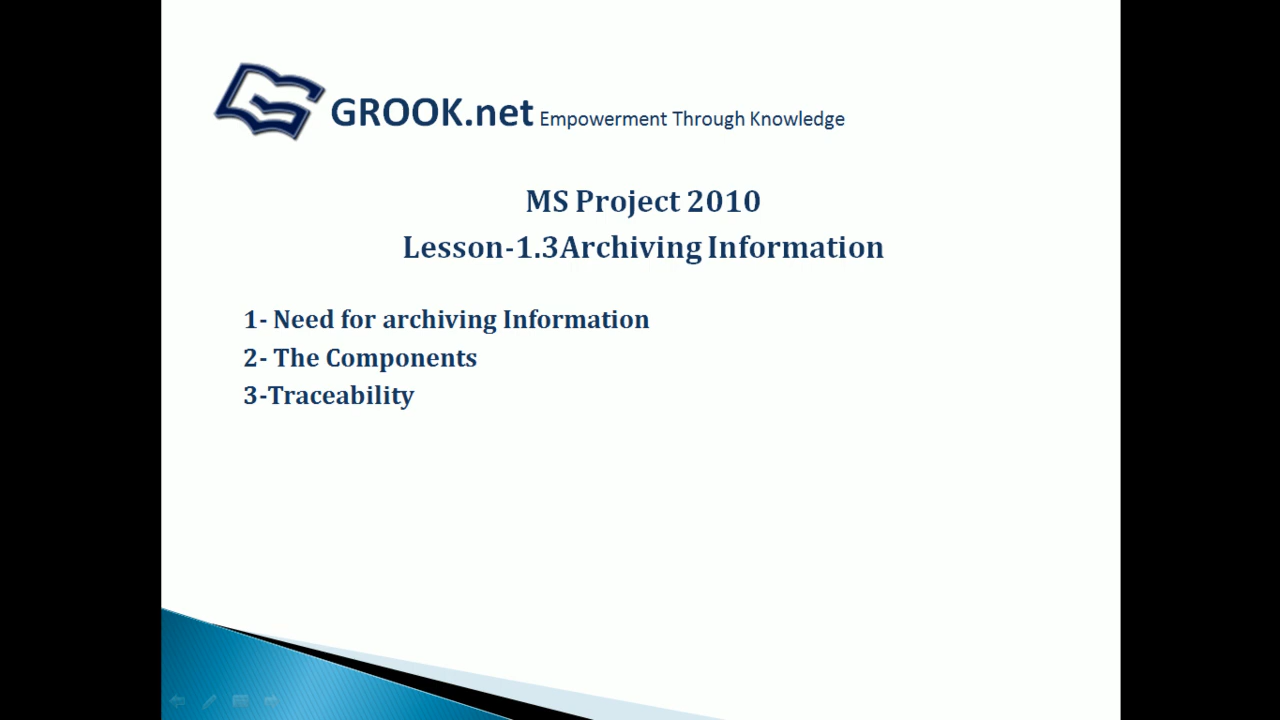 GROOK.net Empowerment Through Knowledge
MS Project 2010
Lesson-1.3Archiving Information
1- Need for archiving Information
2- The Components
3-Traceability